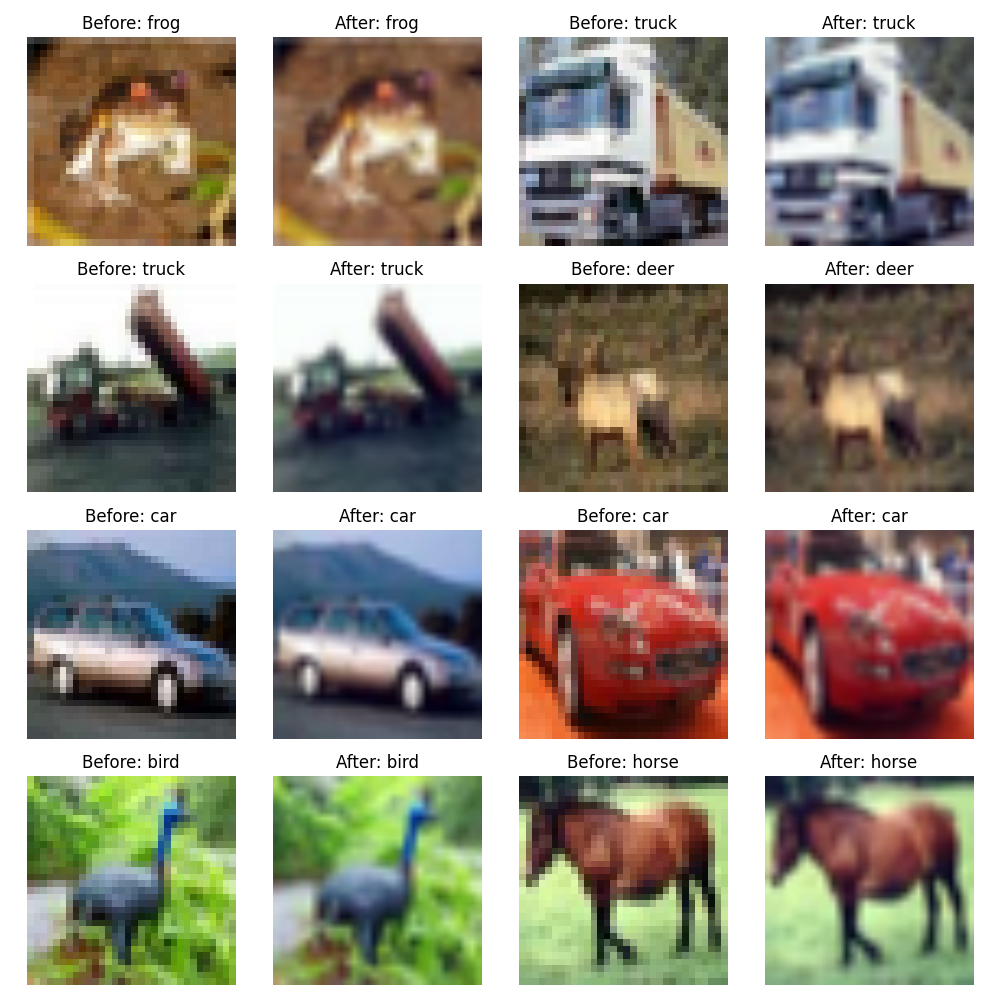 Before: frog
After: frog
Before: truck
After: truck
Before: truck
After: truck
Before: deer
After: deer
Before: car
After: car
Before: car
After: car
Before: bird
After: bird
Before: horse
After: horse